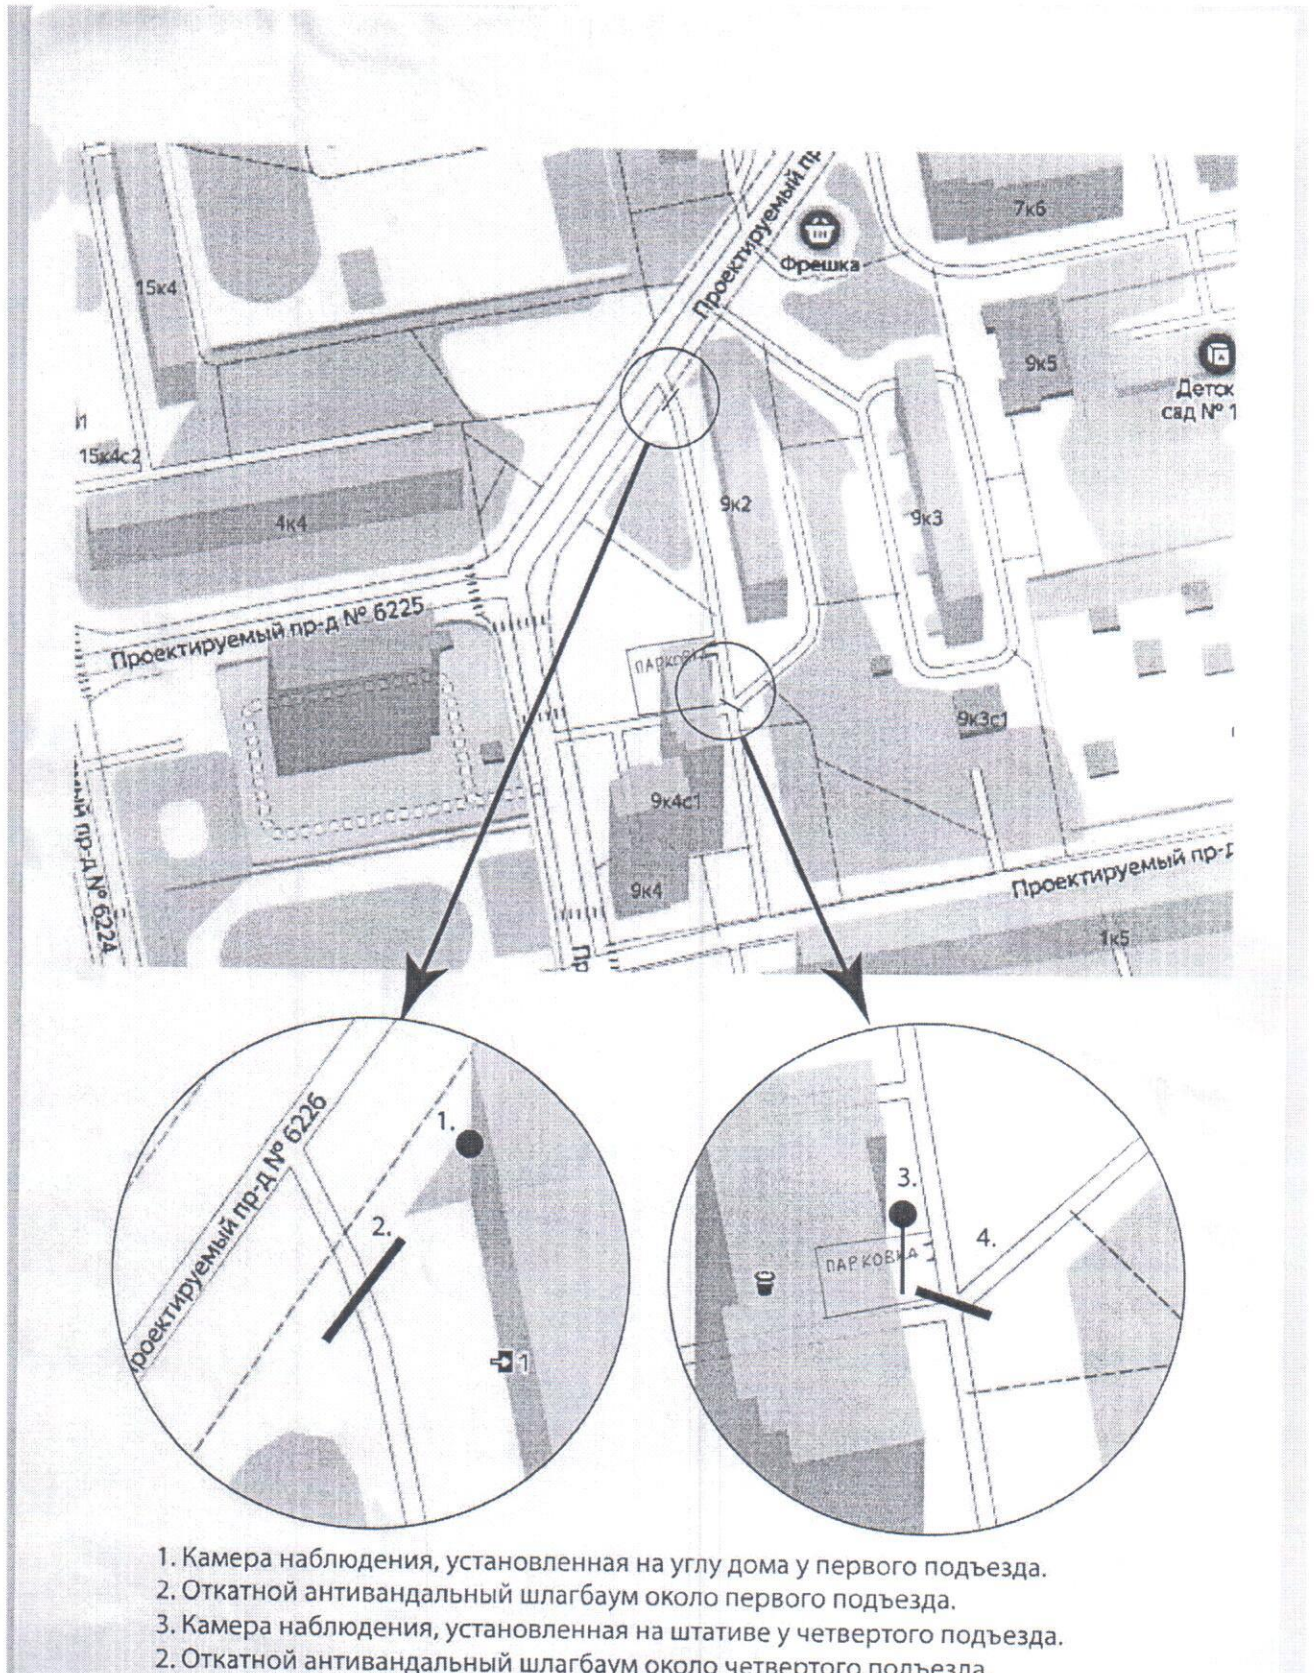 Проектируемый пр
7к6
Фрешка
15к4
9к5
Детск
сад № 1
15к4с2
4к4
9к2
9к3
Проектируемый пр-д № 6225
ПАРКОВКА
9к3с1
9к4с1
ный пр-д № 6224
9к4
Пр
Проектируемый пр-д
1к5
Проектируемый пр-д № 6226
1.
2.
1
3.
4.
ПАРКОВКА
1. Камера наблюдения, установленная на углу дома у первого подъезда.
2. Откатной антивандальный шлагбаум около первого подъезда.
3. Камера наблюдения, установленная на штативе у четвертого подъезда.
2. Откатной антивандальный шлагбаум около четвертого подъезда.